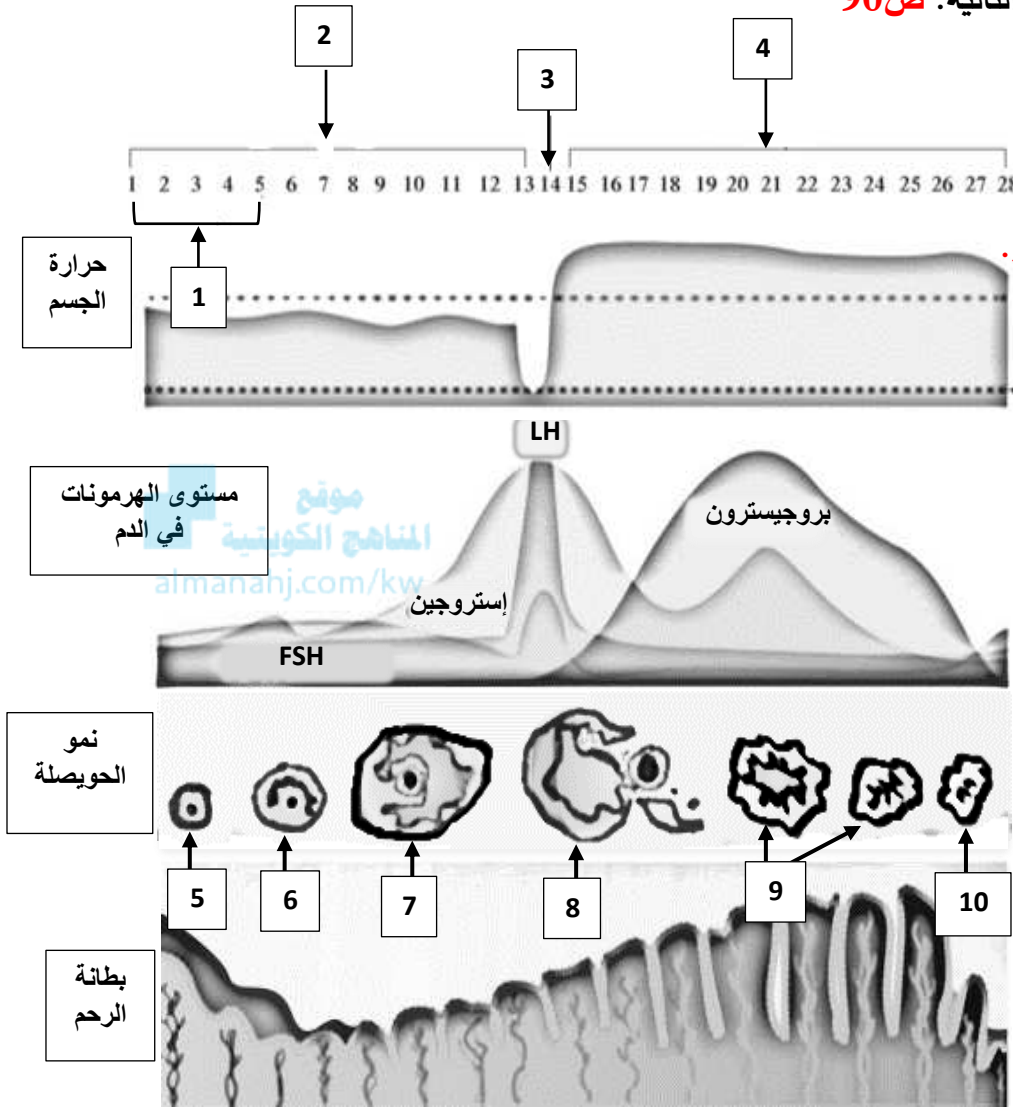 ص90
2
3
4
1 2 3 4 5 6 7 8 9 10 11 12 13 14 15 16 17 18 19 20 21 22 23 24 25 26 27 28
حرارة
الجسم
1
LH
مستوى الهرمونات
في الدم
موقع
المناهج الكويتية
almanahj.com/kw
بروجيسترون
إستروجين
FSH
نمو
الحويصلة
5 6 7 8 9 10
بطانة
الرحم